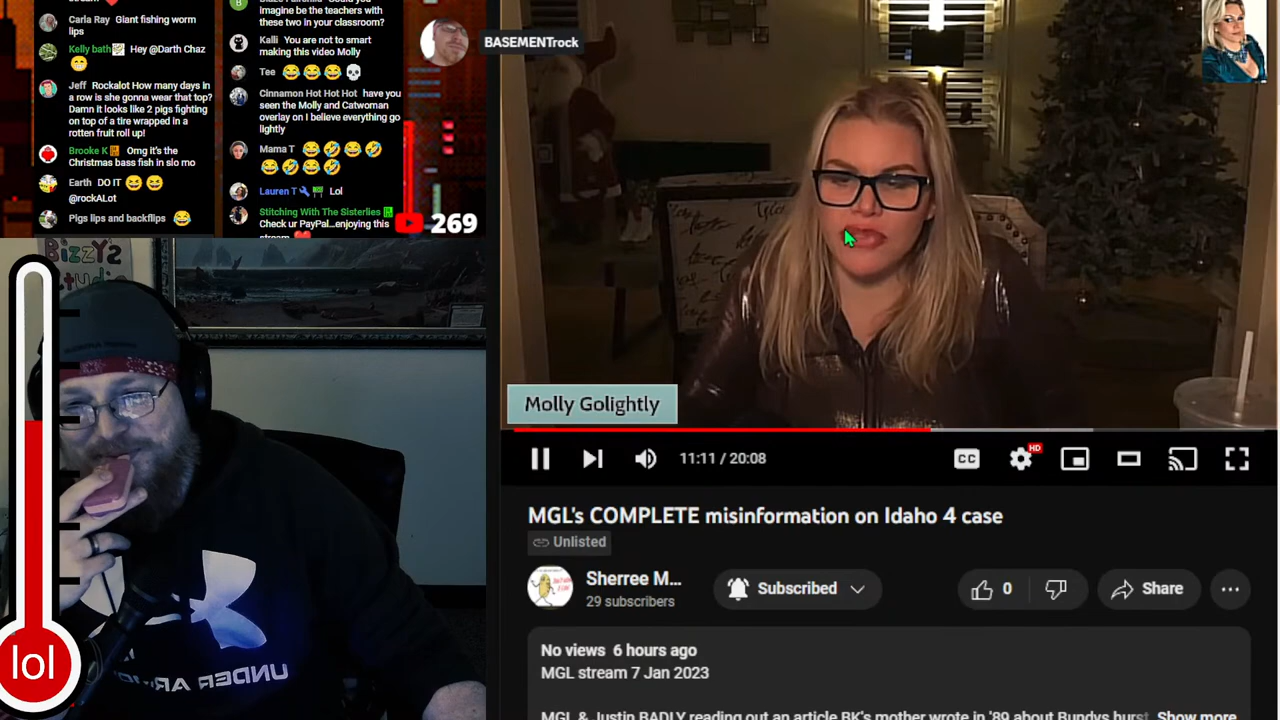 Carla Ray Giant fishing worm
lips
Kelly bath Hey @Darth Chaz
Jeff Rockalot How many days in
a row is she gonna wear that top?
Damn it looks like 2 pigs fighting
on top of a tire wrapped in a
rotten fruit roll up!
Brooke K Omg it's the
Christmas bass fish in slo mo
Earth DO IT 😆 😆
@rockALot
Pigs lips and backflips 😂
imagine be the teachers with
these two in your classroom?
Kalli You are not to smart
making this video Molly
Tee 😂 😂 😂 💀
Cinnamon Hot Hot Hot have you
seen the Molly and Catwoman
overlay on I believe everything go
lightly
Mama T 😂 🤣 😂 🤣
😂 🤣 😂 🤣
Lauren T Lol
Stitching With The Sisterlies
Check ur PayPal...enjoying this
stream
269
BASEMENTrock
BIZZYS
Studio
lol
UNDER ARMOUR
Molly Golightly
11:11 / 20:08
CC
HD
MGL's COMPLETE misinformation on Idaho 4 case
Unlisted
Sherree M...
29 subscribers
Subscribed
0
Share
No views 6 hours ago
MGL stream 7 Jan 2023
MGL & Justin BADLY reading out an article BK's mother wrote in '89 about Bundys hurst Show more